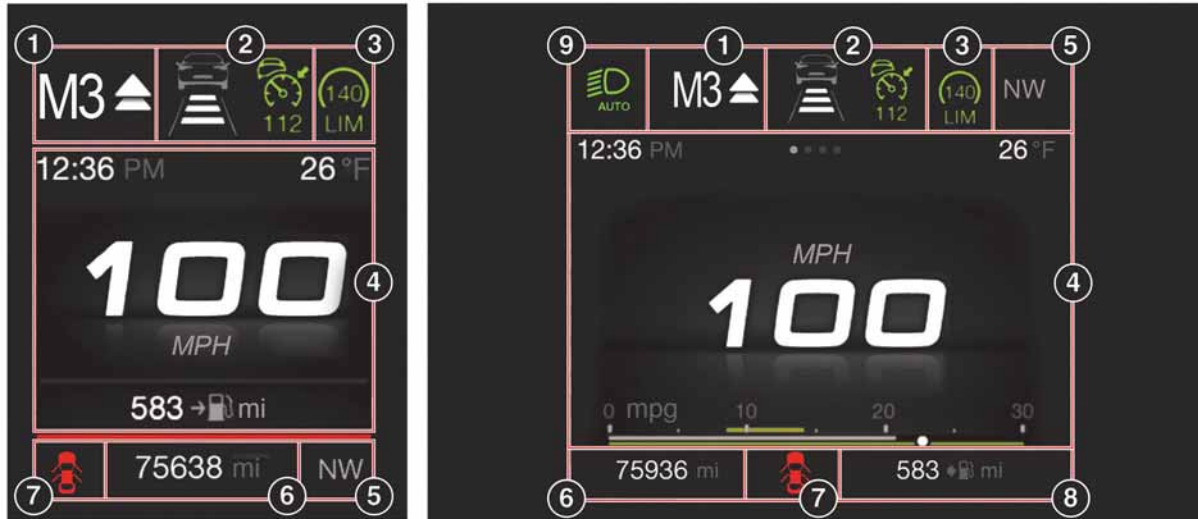 1 2 3
M3 112 140 LIM
12:36 PM 26 °F
100
4
MPH
583 mi
75638 mi NW
7 6 5
9 1 2 3 5
AUTO M3 112 140 LIM NW
12:36 PM 26 °F
MPH
4
100
0 mpg 10 20 30
75936 mi 583 mi
6 7 8